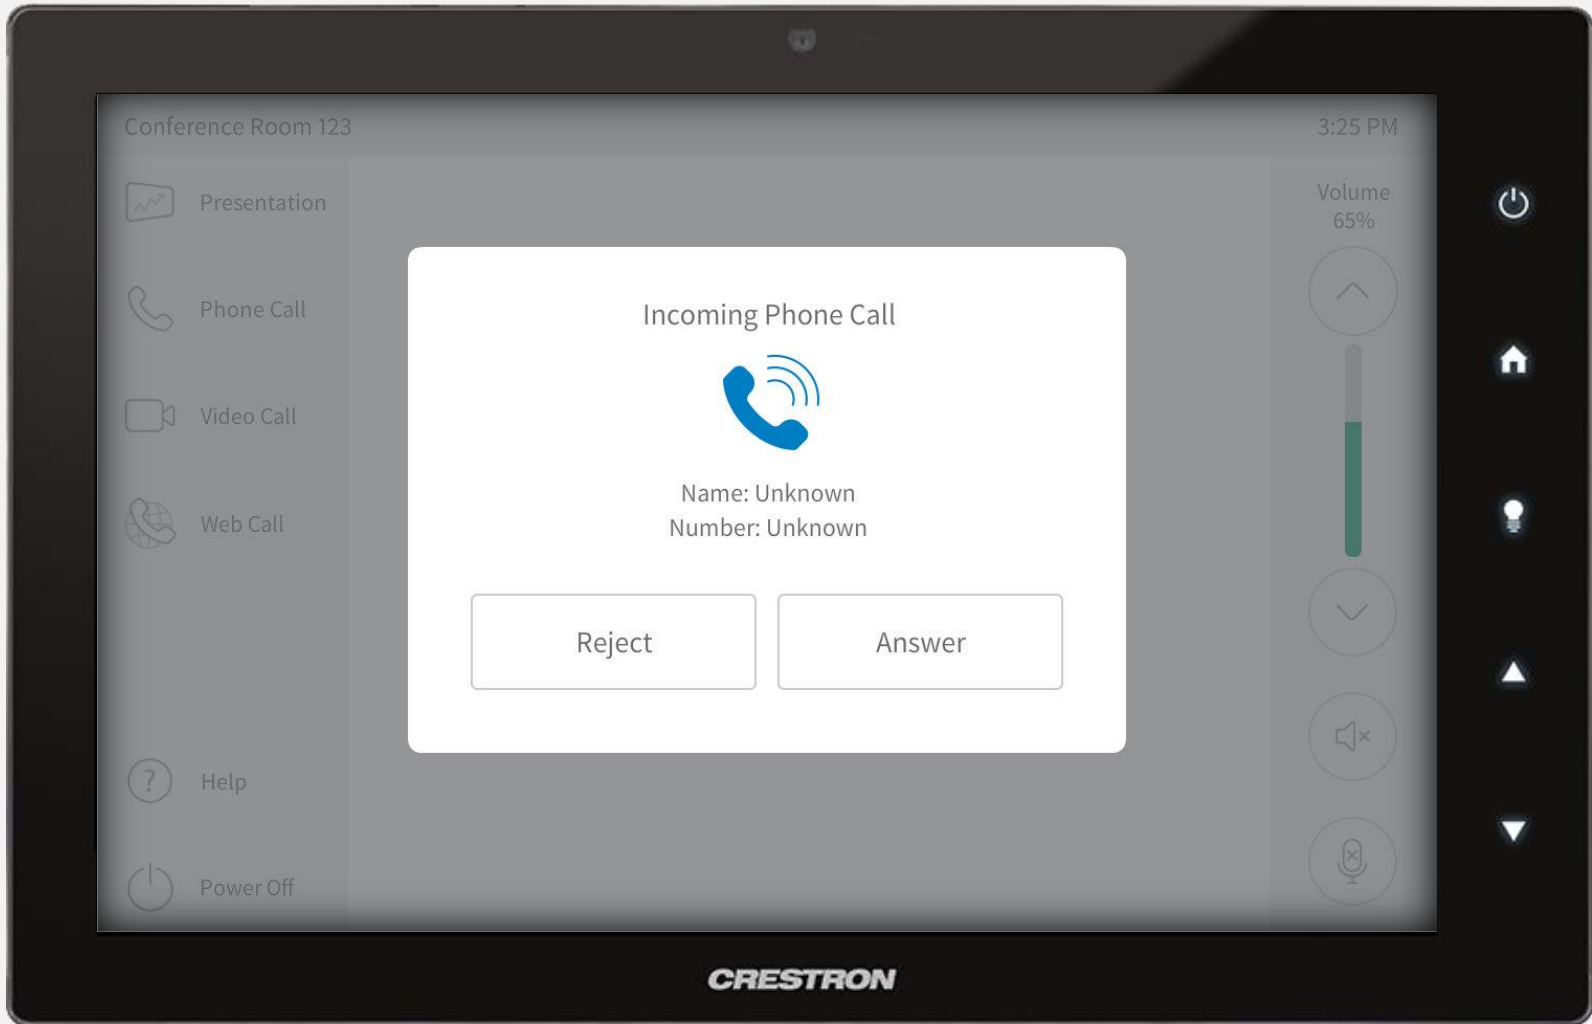 Conference Room 123
3:25 PM
Presentation
Phone Call
Video Call
Web Call
Help
Power Off
Incoming Phone Call
Name: Unknown
Number: Unknown
Reject
Answer
Volume
65%
CRESTRON